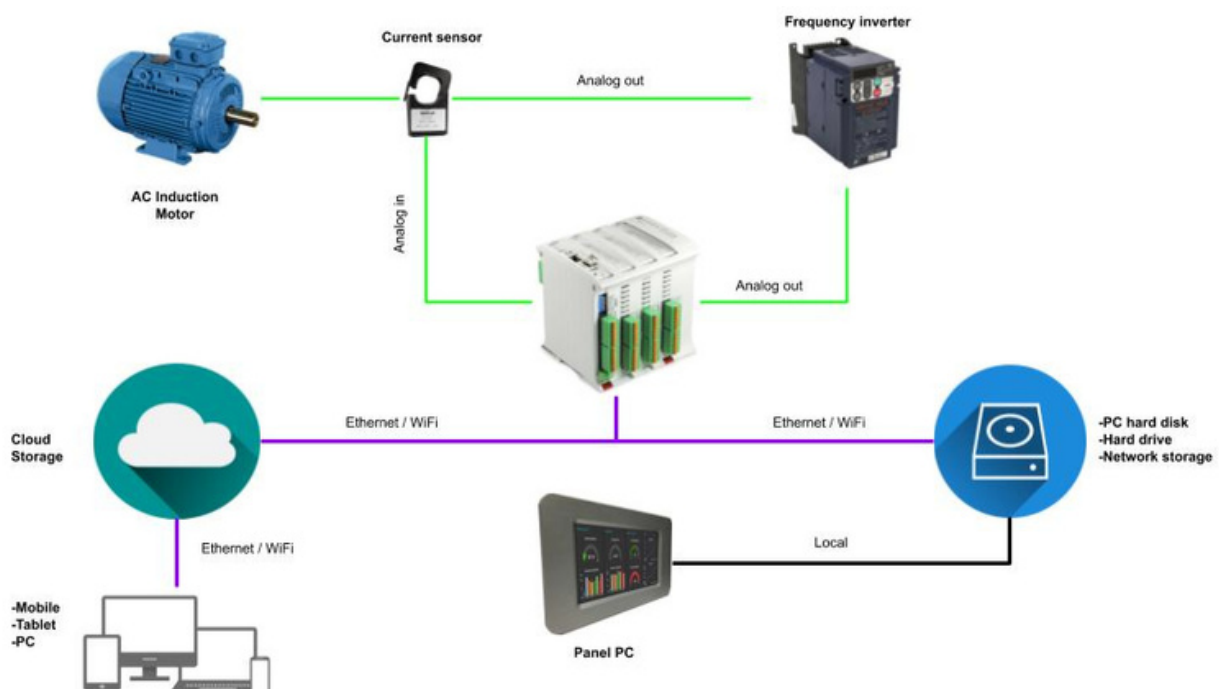 Frequency inverter
Current sensor
Analog out
AC Induction
Motor
Analog in
Analog out
Ethernet / WiFi
Ethernet / WiFi
Cloud
Storage
-PC hard disk
-Hard drive
-Network storage
Ethernet / WiFi
Local
-Mobile
-Tablet
-PC
Panel PC